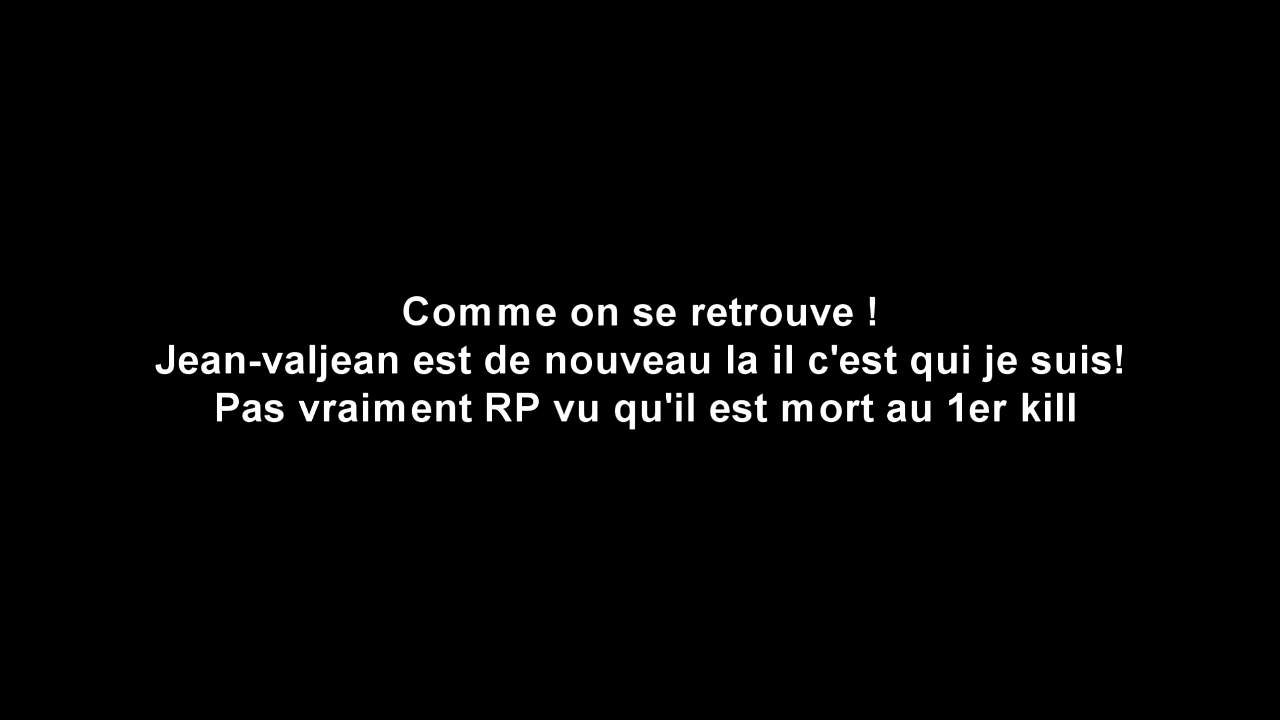 Comme on se retrouve !
Jean-valjean est de nouveau la il c'est qui je suis!
Pas vraiment RP vu qu'il est mort au 1er kill